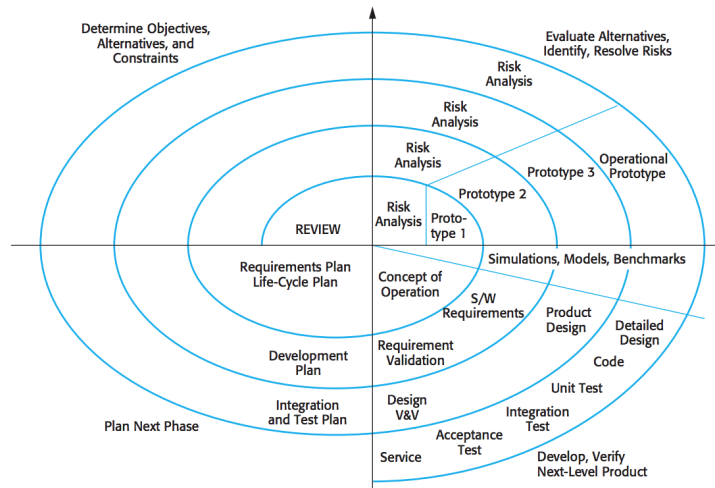 Determine Objectives,
Alternatives, and
Constraints
Evaluate Alternatives,
Identify, Resolve Risks
Risk
Analysis
Risk
Analysis
Risk
Analysis
Risk
Analysis
Proto-
type 1
Prototype 2
Prototype 3
Operational
Prototype
REVIEW
Simulations, Models, Benchmarks
Requirements Plan
Life-Cycle Plan
Concept of
Operation
S/W
Requirements
Product
Design
Detailed
Design
Development
Plan
Requirement
Validation
Code
Unit Test
Integration
and Test Plan
Design
V&V
Integration
Test
Plan Next Phase
Acceptance
Test
Service
Develop, Verify
Next-Level Product